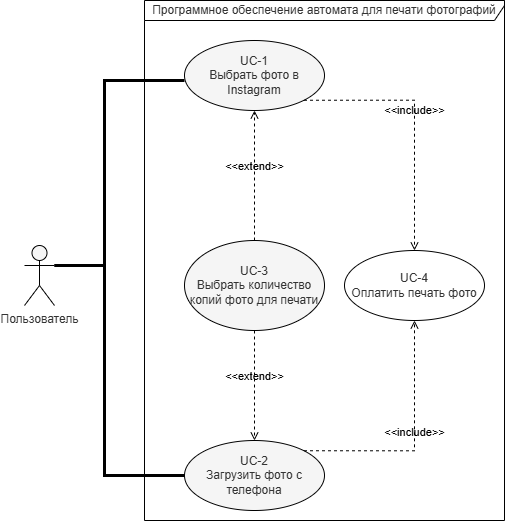 Программное обеспечение автомата для печати фотографий
UC-1
Выбрать фото в
Instagram
<<include>>
<<extend>>
UC-3
Выбрать количество
копий фото для печати
UC-4
Оплатить печать фото
Пользователь
<<extend>>
<<include>>
UC-2
Загрузить фото с
телефона